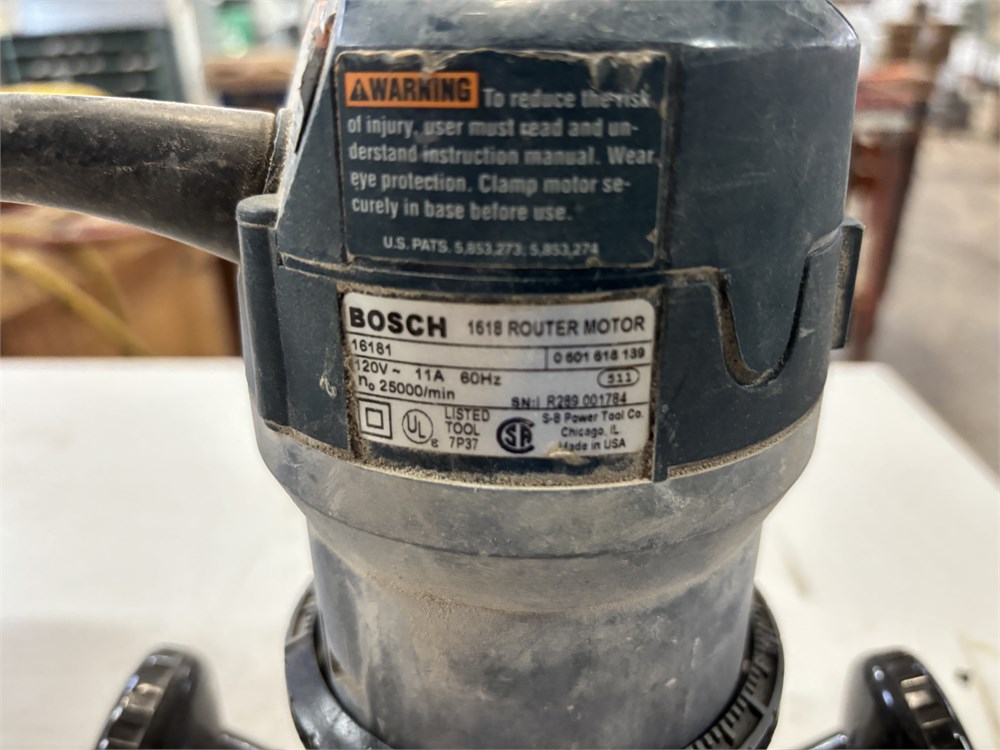 WARNING To reduce the risk
of injury, user must read and un-
derstand instruction manual. Wear
eye protection. Clamp motor se-
curely in base before use.
U.S. PATS. 5,853,273; 5,853,274
BOSCH 1618 ROUTER MOTOR
16181 0 601 618 139
120V~ 11A 60Hz 511
n₀ 25000/min
SN:I R289 001784
UL LISTED TOOL 7P37
SA S-B Power Tool Co.
Chicago, IL
Made in USA